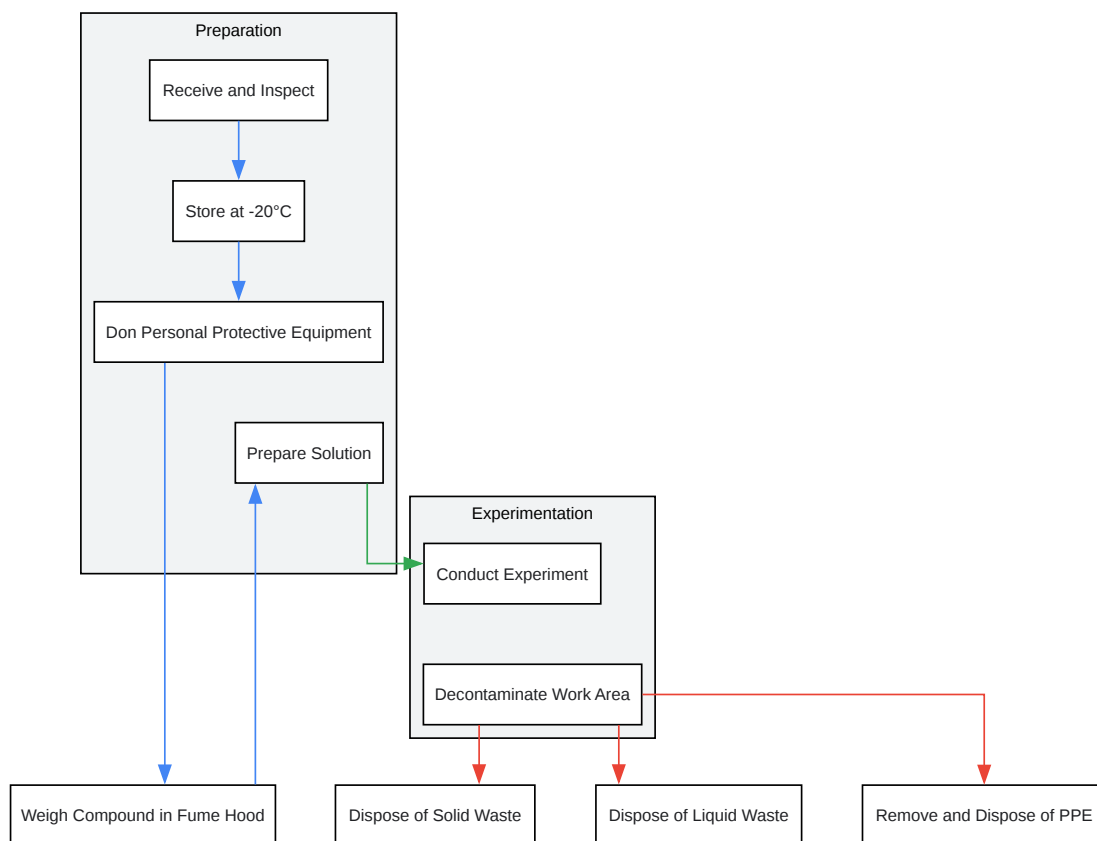 Preparation
Receive and Inspect
Store at -20°C
Don Personal Protective Equipment
Prepare Solution
Experimentation
Conduct Experiment
Decontaminate Work Area
Weigh Compound in Fume Hood
Dispose of Solid Waste
Dispose of Liquid Waste
Remove and Dispose of PPE